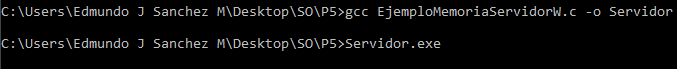 C:\Users\Edmundo J Sanchez M\Desktop\SO\P5>gcc EjemploMemoriaServidorW.c -o Servidor
C:\Users\Edmundo J Sanchez M\Desktop\SO\P5>Servidor.exe